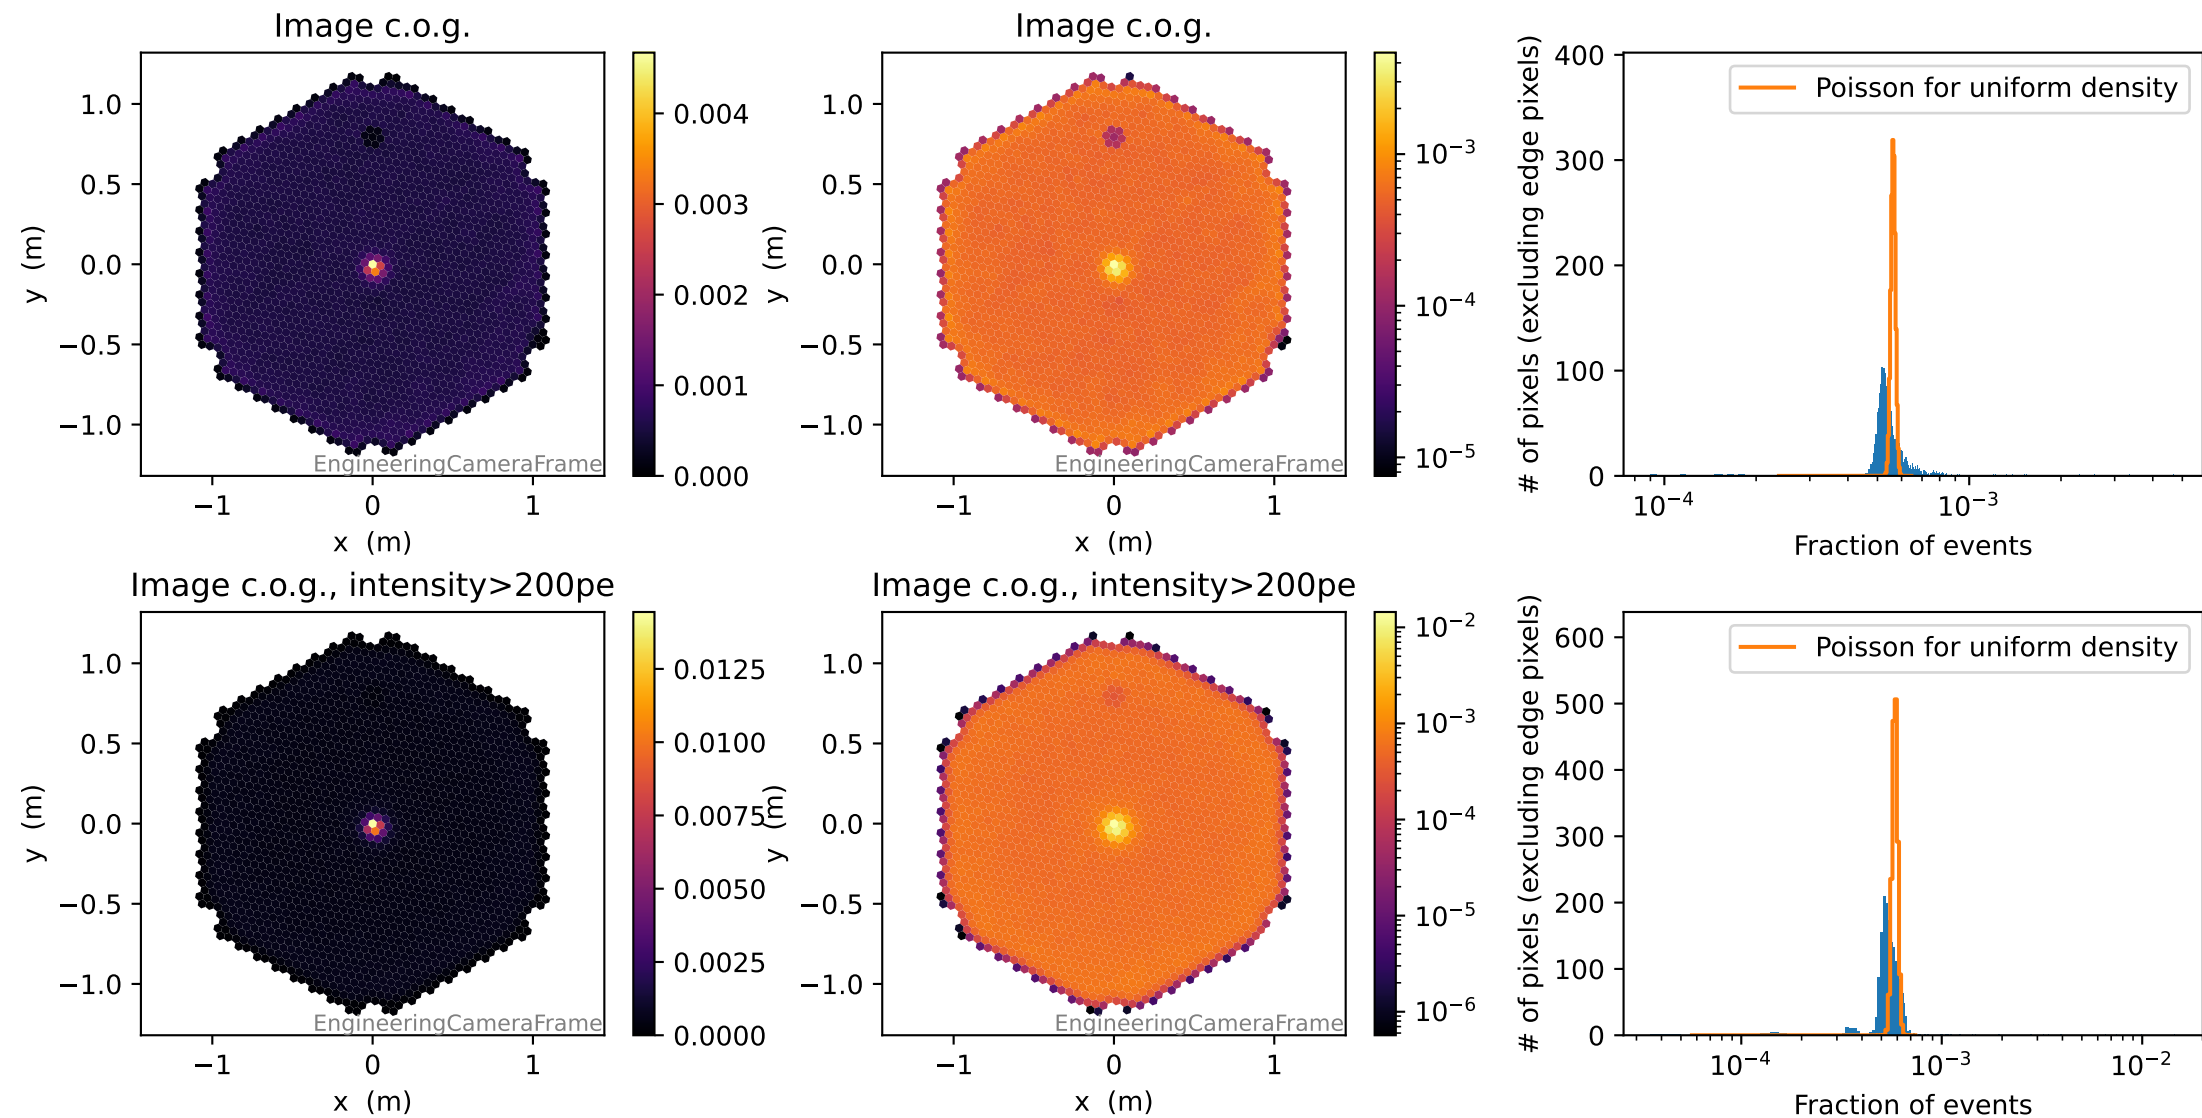 Image c.o.g.
1.0
0.5
0.0
−0.5
−1.0
y (m)
−1 0 1
x (m)
EngineeringCameraFrame
0.004
0.003
0.002
0.001
0.000
Image c.o.g.
1.0
0.5
0.0
−0.5
−1.0
y (m)
−1 0 1
x (m)
EngineeringCameraFrame
10⁻³
10⁻⁴
10⁻⁵
400
300
200
100
0
# of pixels (excluding edge pixels)
Poisson for uniform density
10⁻⁴ 10⁻³
Fraction of events
Image c.o.g., intensity>200pe
1.0
0.5
0.0
−0.5
−1.0
y (m)
−1 0 1
x (m)
EngineeringCameraFrame
0.0125
0.0100
0.0075
0.0050
0.0025
0.0000
Image c.o.g., intensity>200pe
1.0
0.5
0.0
−0.5
−1.0
y (m)
−1 0 1
x (m)
EngineeringCameraFrame
10⁻²
10⁻³
10⁻⁴
10⁻⁵
10⁻⁶
600
500
400
300
200
100
0
# of pixels (excluding edge pixels)
Poisson for uniform density
10⁻⁴ 10⁻³ 10⁻²
Fraction of events